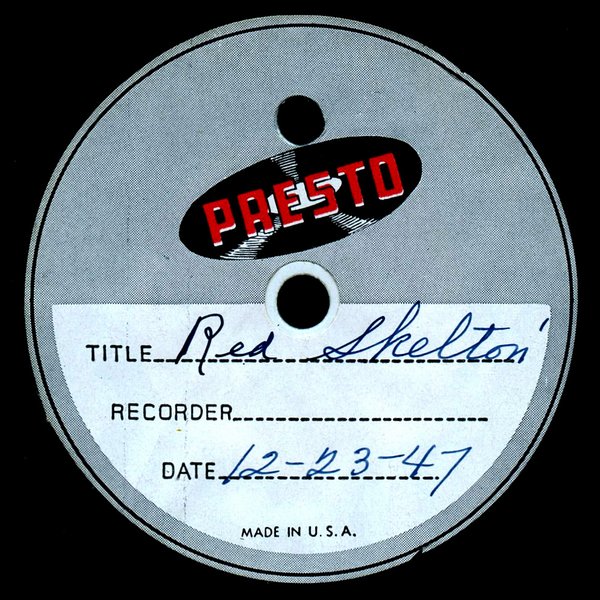 PRESTO
TITLE Red Skelton
RECORDER
DATE 12-23-47
MADE IN U.S.A.